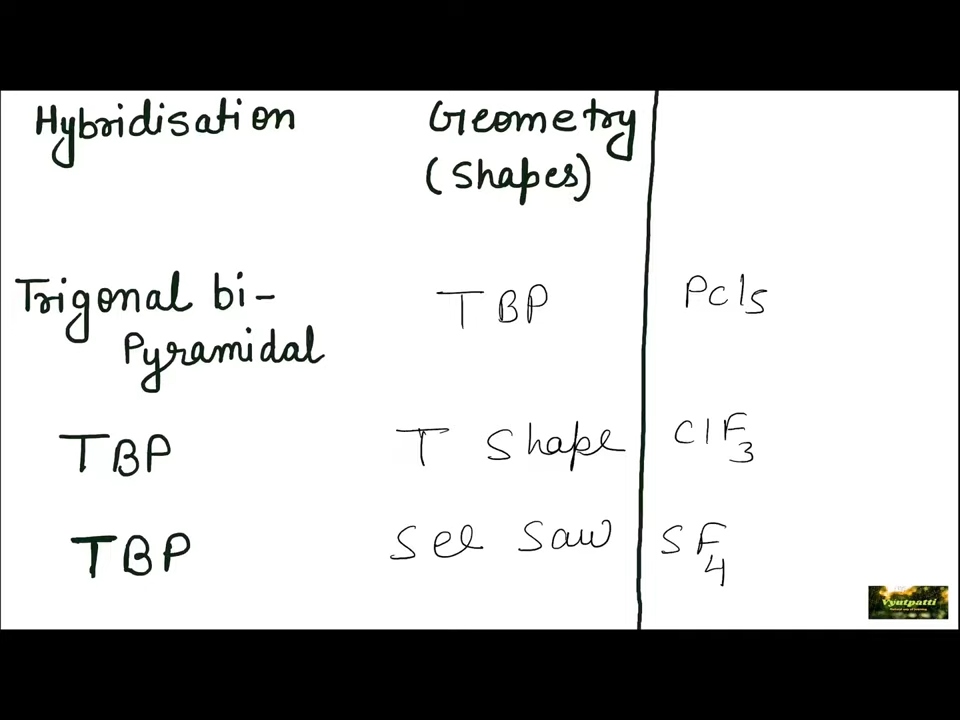 Hybridisation Geometry
(Shapes)
Trigonal bi- TBP PCl5
Pyramidal
TBP T Shape ClF3
TBP See Saw SF4
Vyutpatti